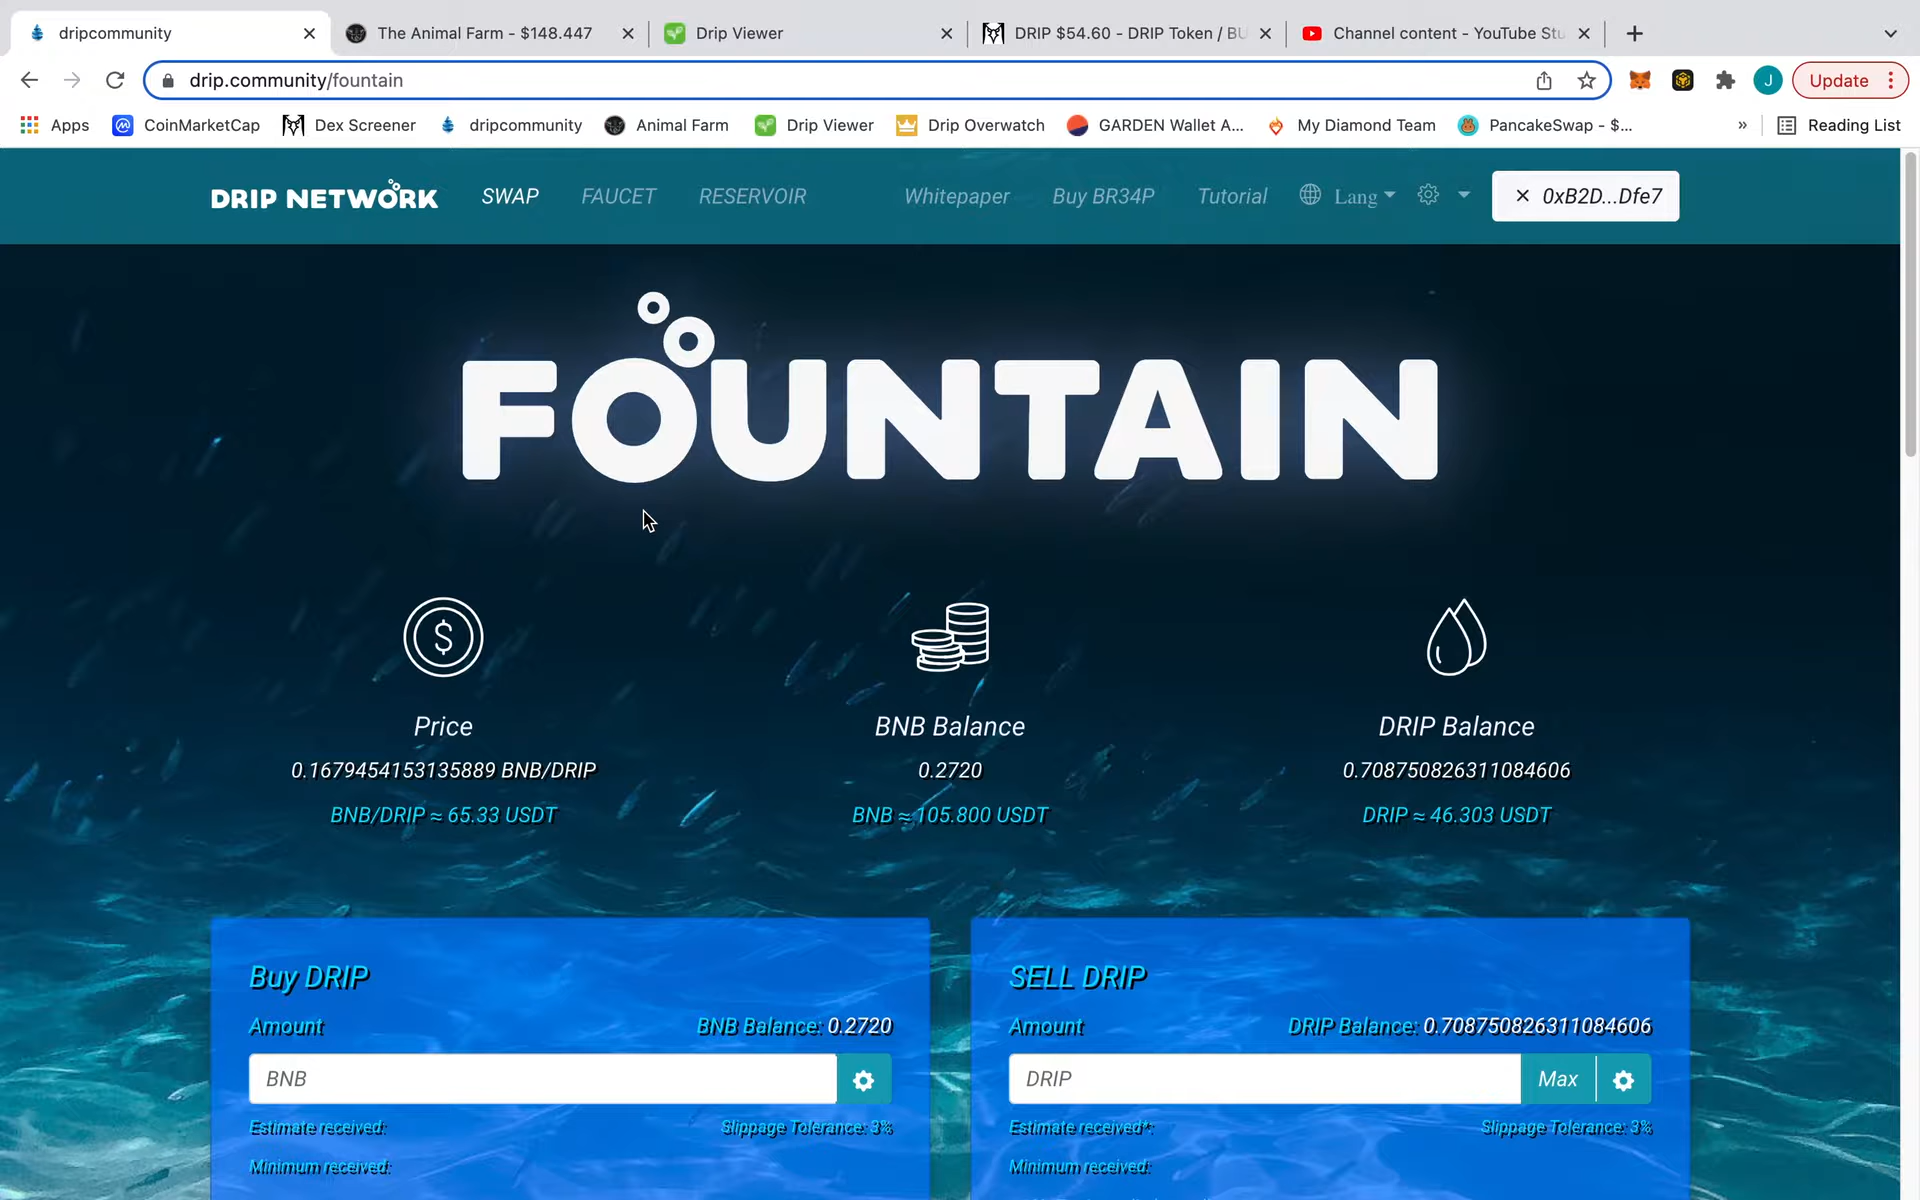 dripcommunity
The Animal Farm - $148.447
Drip Viewer
DRIP $54.60 - DRIP Token / BU
Channel content - YouTube Stu
drip.community/fountain
J
Update
Apps
CoinMarketCap
Dex Screener
dripcommunity
Animal Farm
Drip Viewer
Drip Overwatch
GARDEN Wallet A...
My Diamond Team
PancakeSwap - $...
»
Reading List
DRIP NETWORK
SWAP
FAUCET
RESERVOIR
Whitepaper
Buy BR34P
Tutorial
Lang
0xB2D...Dfe7
FOUNTAIN
Price
0.1679454153135889 BNB/DRIP
BNB/DRIP ≈ 65.33 USDT
BNB Balance
0.2720
BNB ≈ 105.800 USDT
DRIP Balance
0.708750826311084606
DRIP ≈ 46.303 USDT
Buy DRIP
Amount
BNB Balance: 0.2720
BNB
Estimate received:
Slippage Tolerance: 3%
Minimum received:
SELL DRIP
Amount
DRIP Balance: 0.708750826311084606
DRIP
Max
Estimate received*:
Slippage Tolerance: 3%
Minimum received: